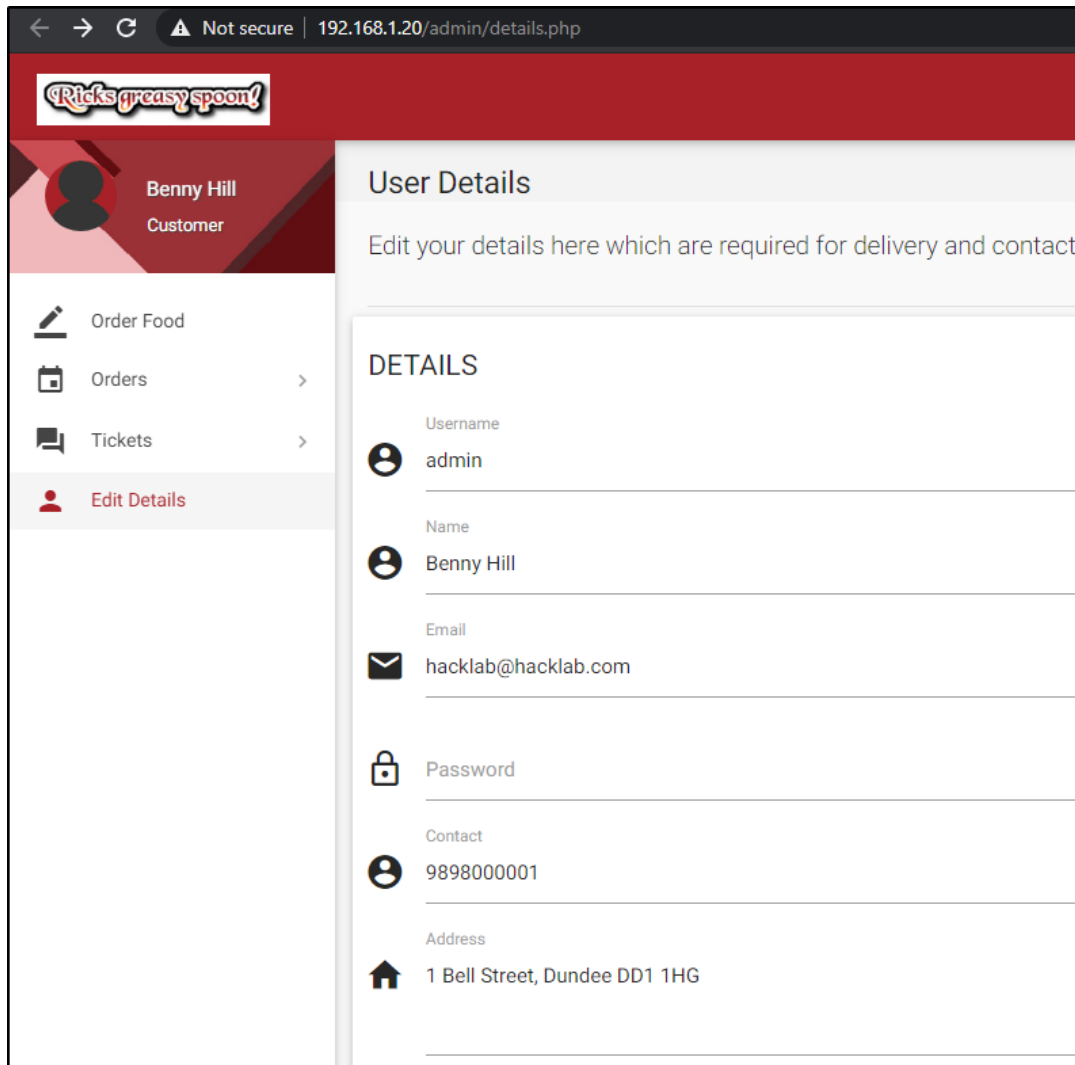 Not secure 192.168.1.20/admin/details.php
Ricks greasy spoon!
Benny Hill
Customer
Order Food
Orders
Tickets
Edit Details
User Details
Edit your details here which are required for delivery and contact
DETAILS
Username
admin
Name
Benny Hill
Email
hacklab@hacklab.com
Password
Contact
9898000001
Address
1 Bell Street, Dundee DD1 1HG